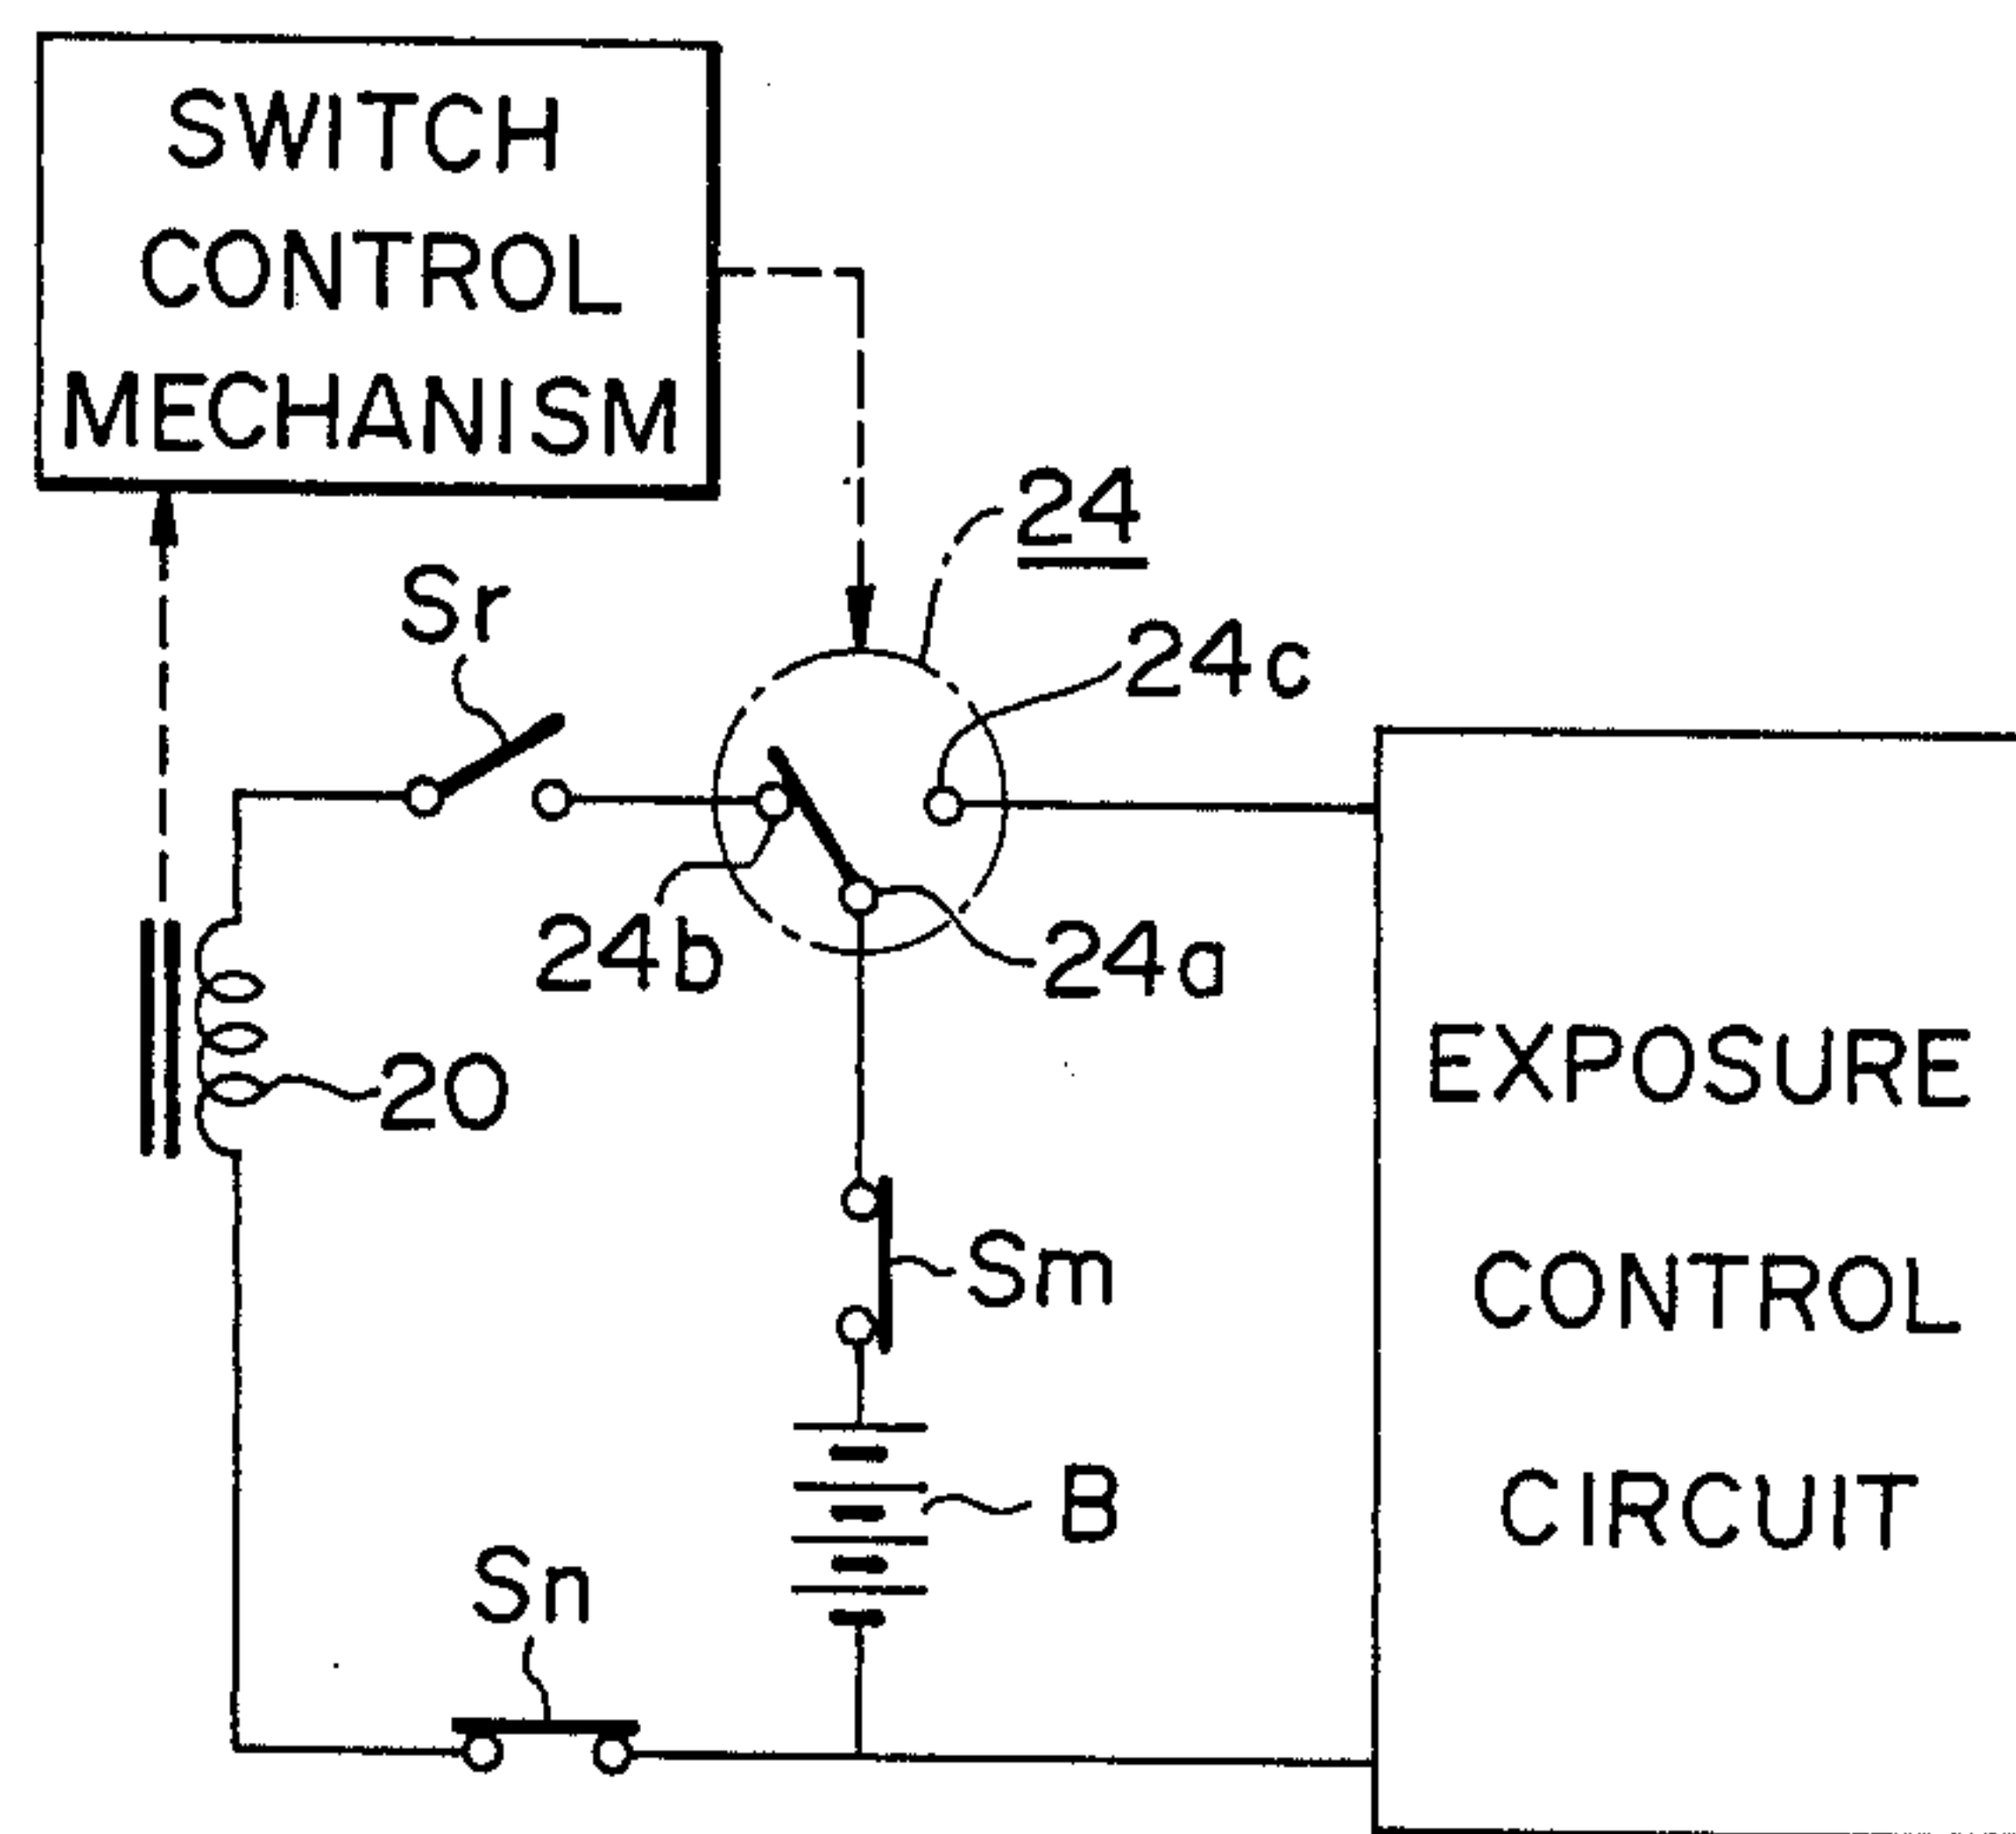 SWITCH
CONTROL
MECHANISM
24
Sr
24c
24b
24a
20
EXPOSURE
CONTROL
CIRCUIT
Sm
B
Sn